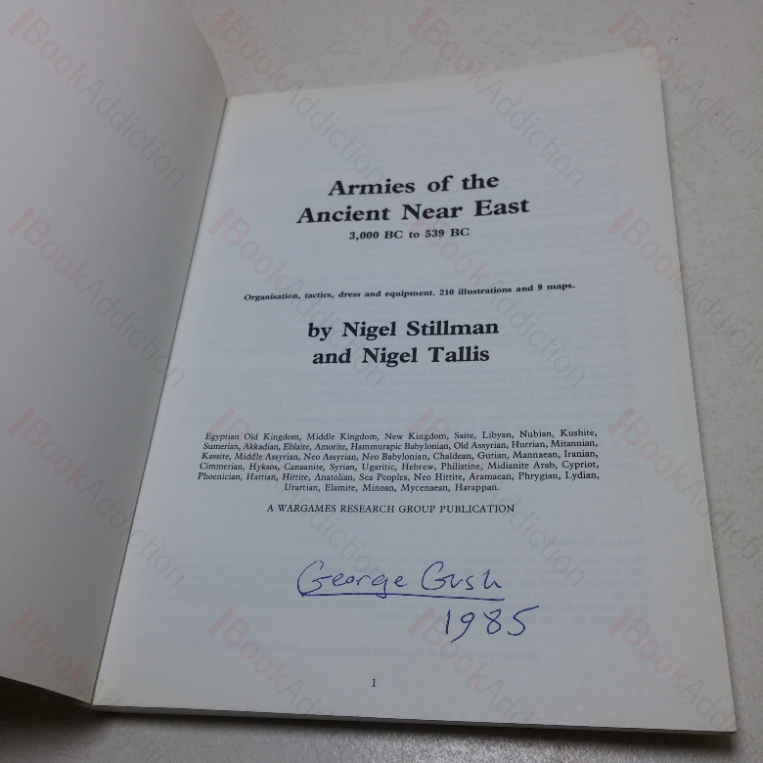 Armies of the
Ancient Near East
3,000 BC to 539 BC
Organisation, tactics, dress and equipment. 210 illustrations and 9 maps.
by Nigel Stillman
and Nigel Tallis
Egyptian Old Kingdom, Middle Kingdom, New Kingdom, Saite, Libyan, Nubian, Kushite,
Sumerian, Akkadian, Eblaite, Amorite, Hammurapic Babylonian, Old Assyrian, Hurrian, Mitannian,
Kassite, Middle Assyrian, Neo Assyrian, Neo Babylonian, Chaldean, Gutian, Mannaean, Iranian,
Cimmerian, Hyksos, Canaanite, Syrian, Ugaritic, Hebrew, Philistine, Midianite Arab, Cypriot,
Phoenician, Hattian, Hittite, Anatolian, Sea Peoples, Neo Hittite, Aramaean, Phrygian, Lydian,
Urartian, Elamite, Minoan, Mycenaean, Harappan.
A WARGAMES RESEARCH GROUP PUBLICATION
George Gush
1985
1
BookAddiction